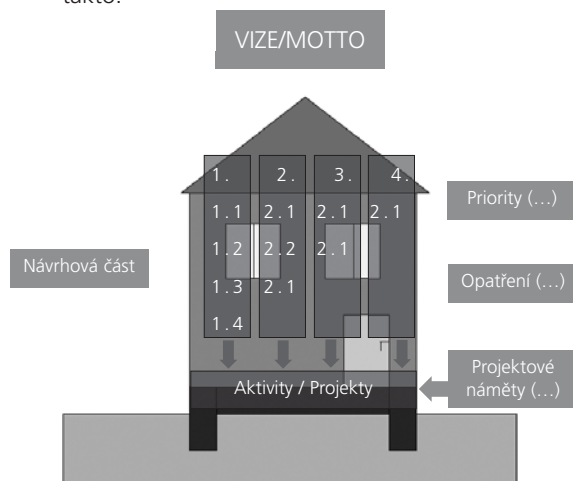 takto:
VIZE/MOTTO
1. 2. 3. 4.
1.1 2.1 2.1 2.1
1.2 2.2 2.1
1.3 2.1
1.4
Aktivity / Projekty
Návrhová část
Priority (…)
Opatření (…)
Projektové
náměty (…)